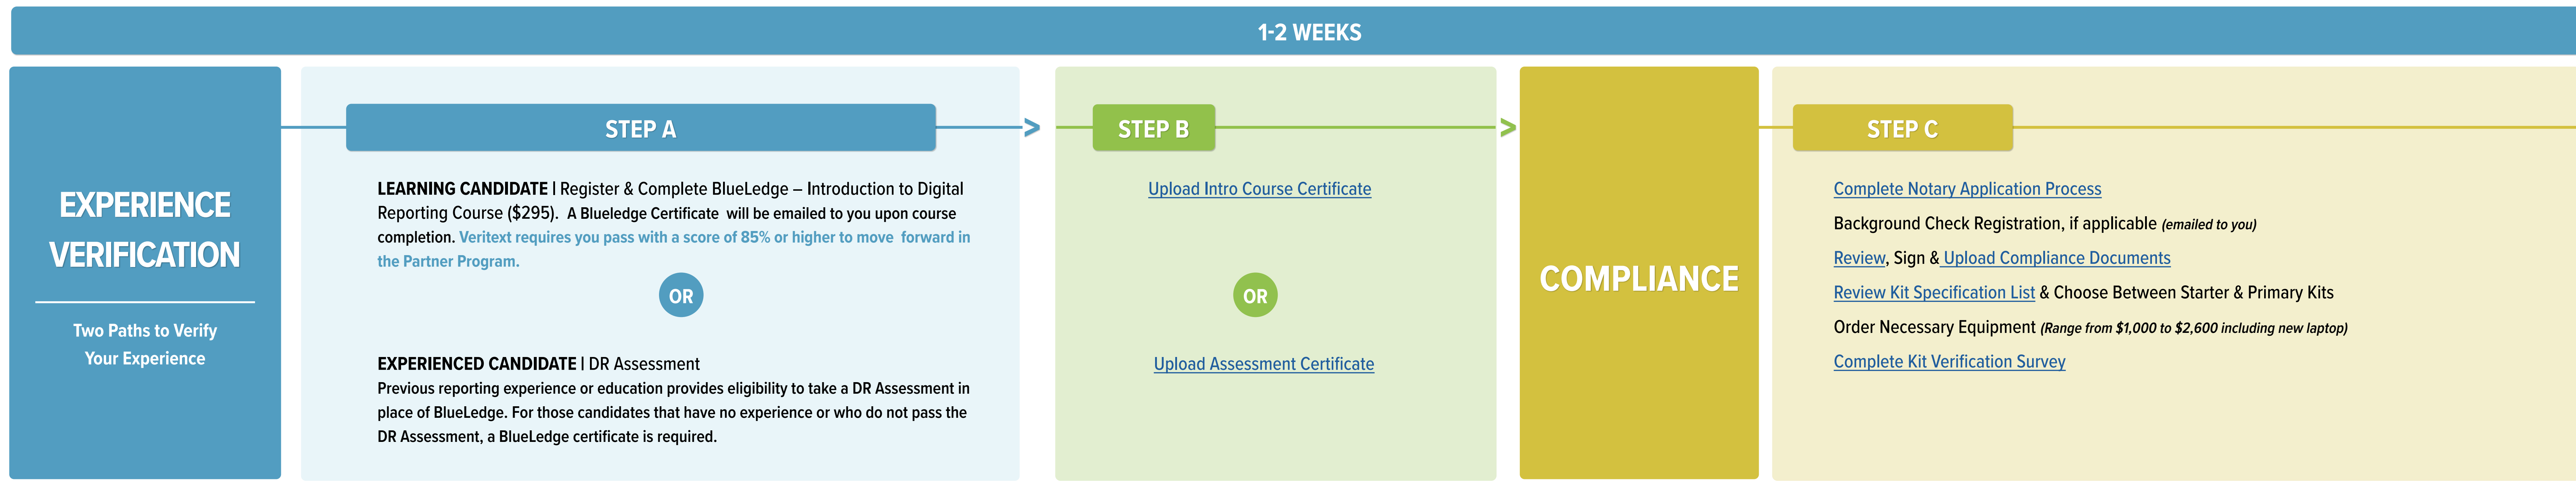 1-2 WEEKS
EXPERIENCE
VERIFICATION
Two Paths to Verify
Your Experience
STEP A
>
LEARNING CANDIDATE | Register & Complete BlueLedge – Introduction to Digital
Reporting Course ($295). A Blueledge Certificate will be emailed to you upon course
completion. Veritext requires you pass with a score of 85% or higher to move forward in
the Partner Program.
OR
EXPERIENCED CANDIDATE | DR Assessment
Previous reporting experience or education provides eligibility to take a DR Assessment in
place of BlueLedge. For those candidates that have no experience or who do not pass the
DR Assessment, a BlueLedge certificate is required.
STEP B
>
Upload Intro Course Certificate
OR
Upload Assessment Certificate
COMPLIANCE
STEP C
Complete Notary Application Process
Background Check Registration, if applicable (emailed to you)
Review, Sign & Upload Compliance Documents
Review Kit Specification List & Choose Between Starter & Primary Kits
Order Necessary Equipment (Range from $1,000 to $2,600 including new laptop)
Complete Kit Verification Survey